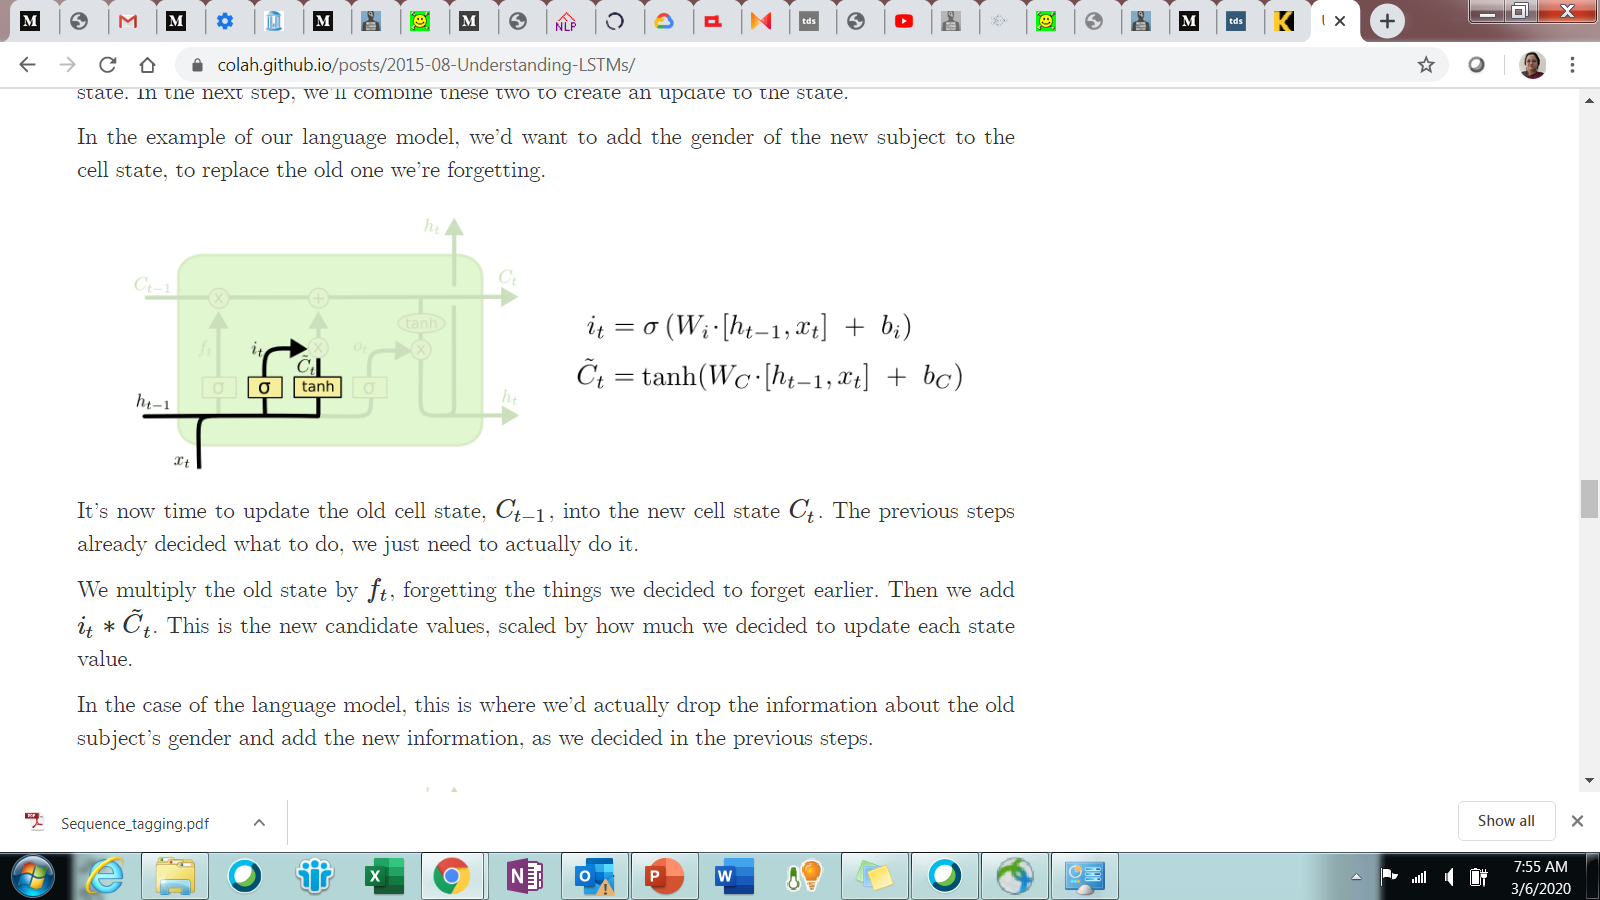 M M M NLP tds M tds
colah.github.io/posts/2015-08-Understanding-LSTMs/
state. In the next step, we'll combine these two to create an update to the state.
In the example of our language model, we'd want to add the gender of the new subject to the
cell state, to replace the old one we're forgetting.
h_t
C_{t-1} C_t
tanh
f_t i_t C̃_t o_t
σ σ tanh σ
h_{t-1} h_t
x_t
i_t = σ (W_i·[h_{t-1}, x_t] + b_i)
C̃_t = tanh(W_C·[h_{t-1}, x_t] + b_C)
It's now time to update the old cell state, C_{t-1}, into the new cell state C_t. The previous steps
already decided what to do, we just need to actually do it.
We multiply the old state by f_t, forgetting the things we decided to forget earlier. Then we add
i_t * C̃_t. This is the new candidate values, scaled by how much we decided to update each state
value.
In the case of the language model, this is where we'd actually drop the information about the old
subject's gender and add the new information, as we decided in the previous steps.
Sequence_tagging.pdf
Show all
7:55 AM
3/6/2020